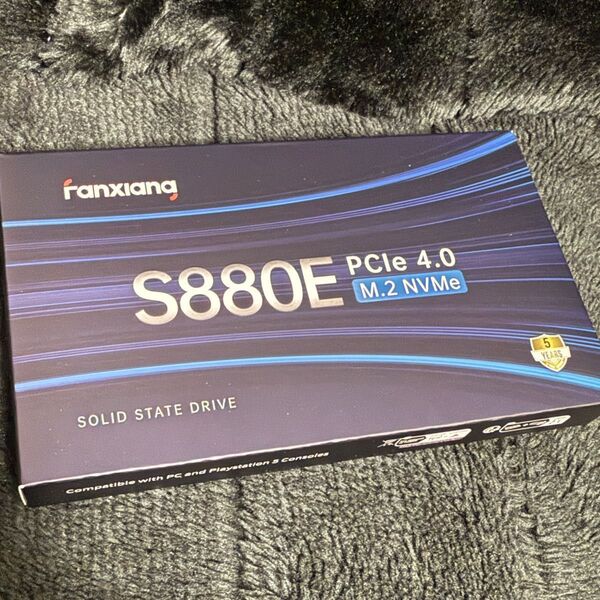 fanxiang
S880E
PCIe 4.0
M.2 NVMe
5
YEARS
SOLID STATE DRIVE
Compatible with PC and Playstation 5 Consoles